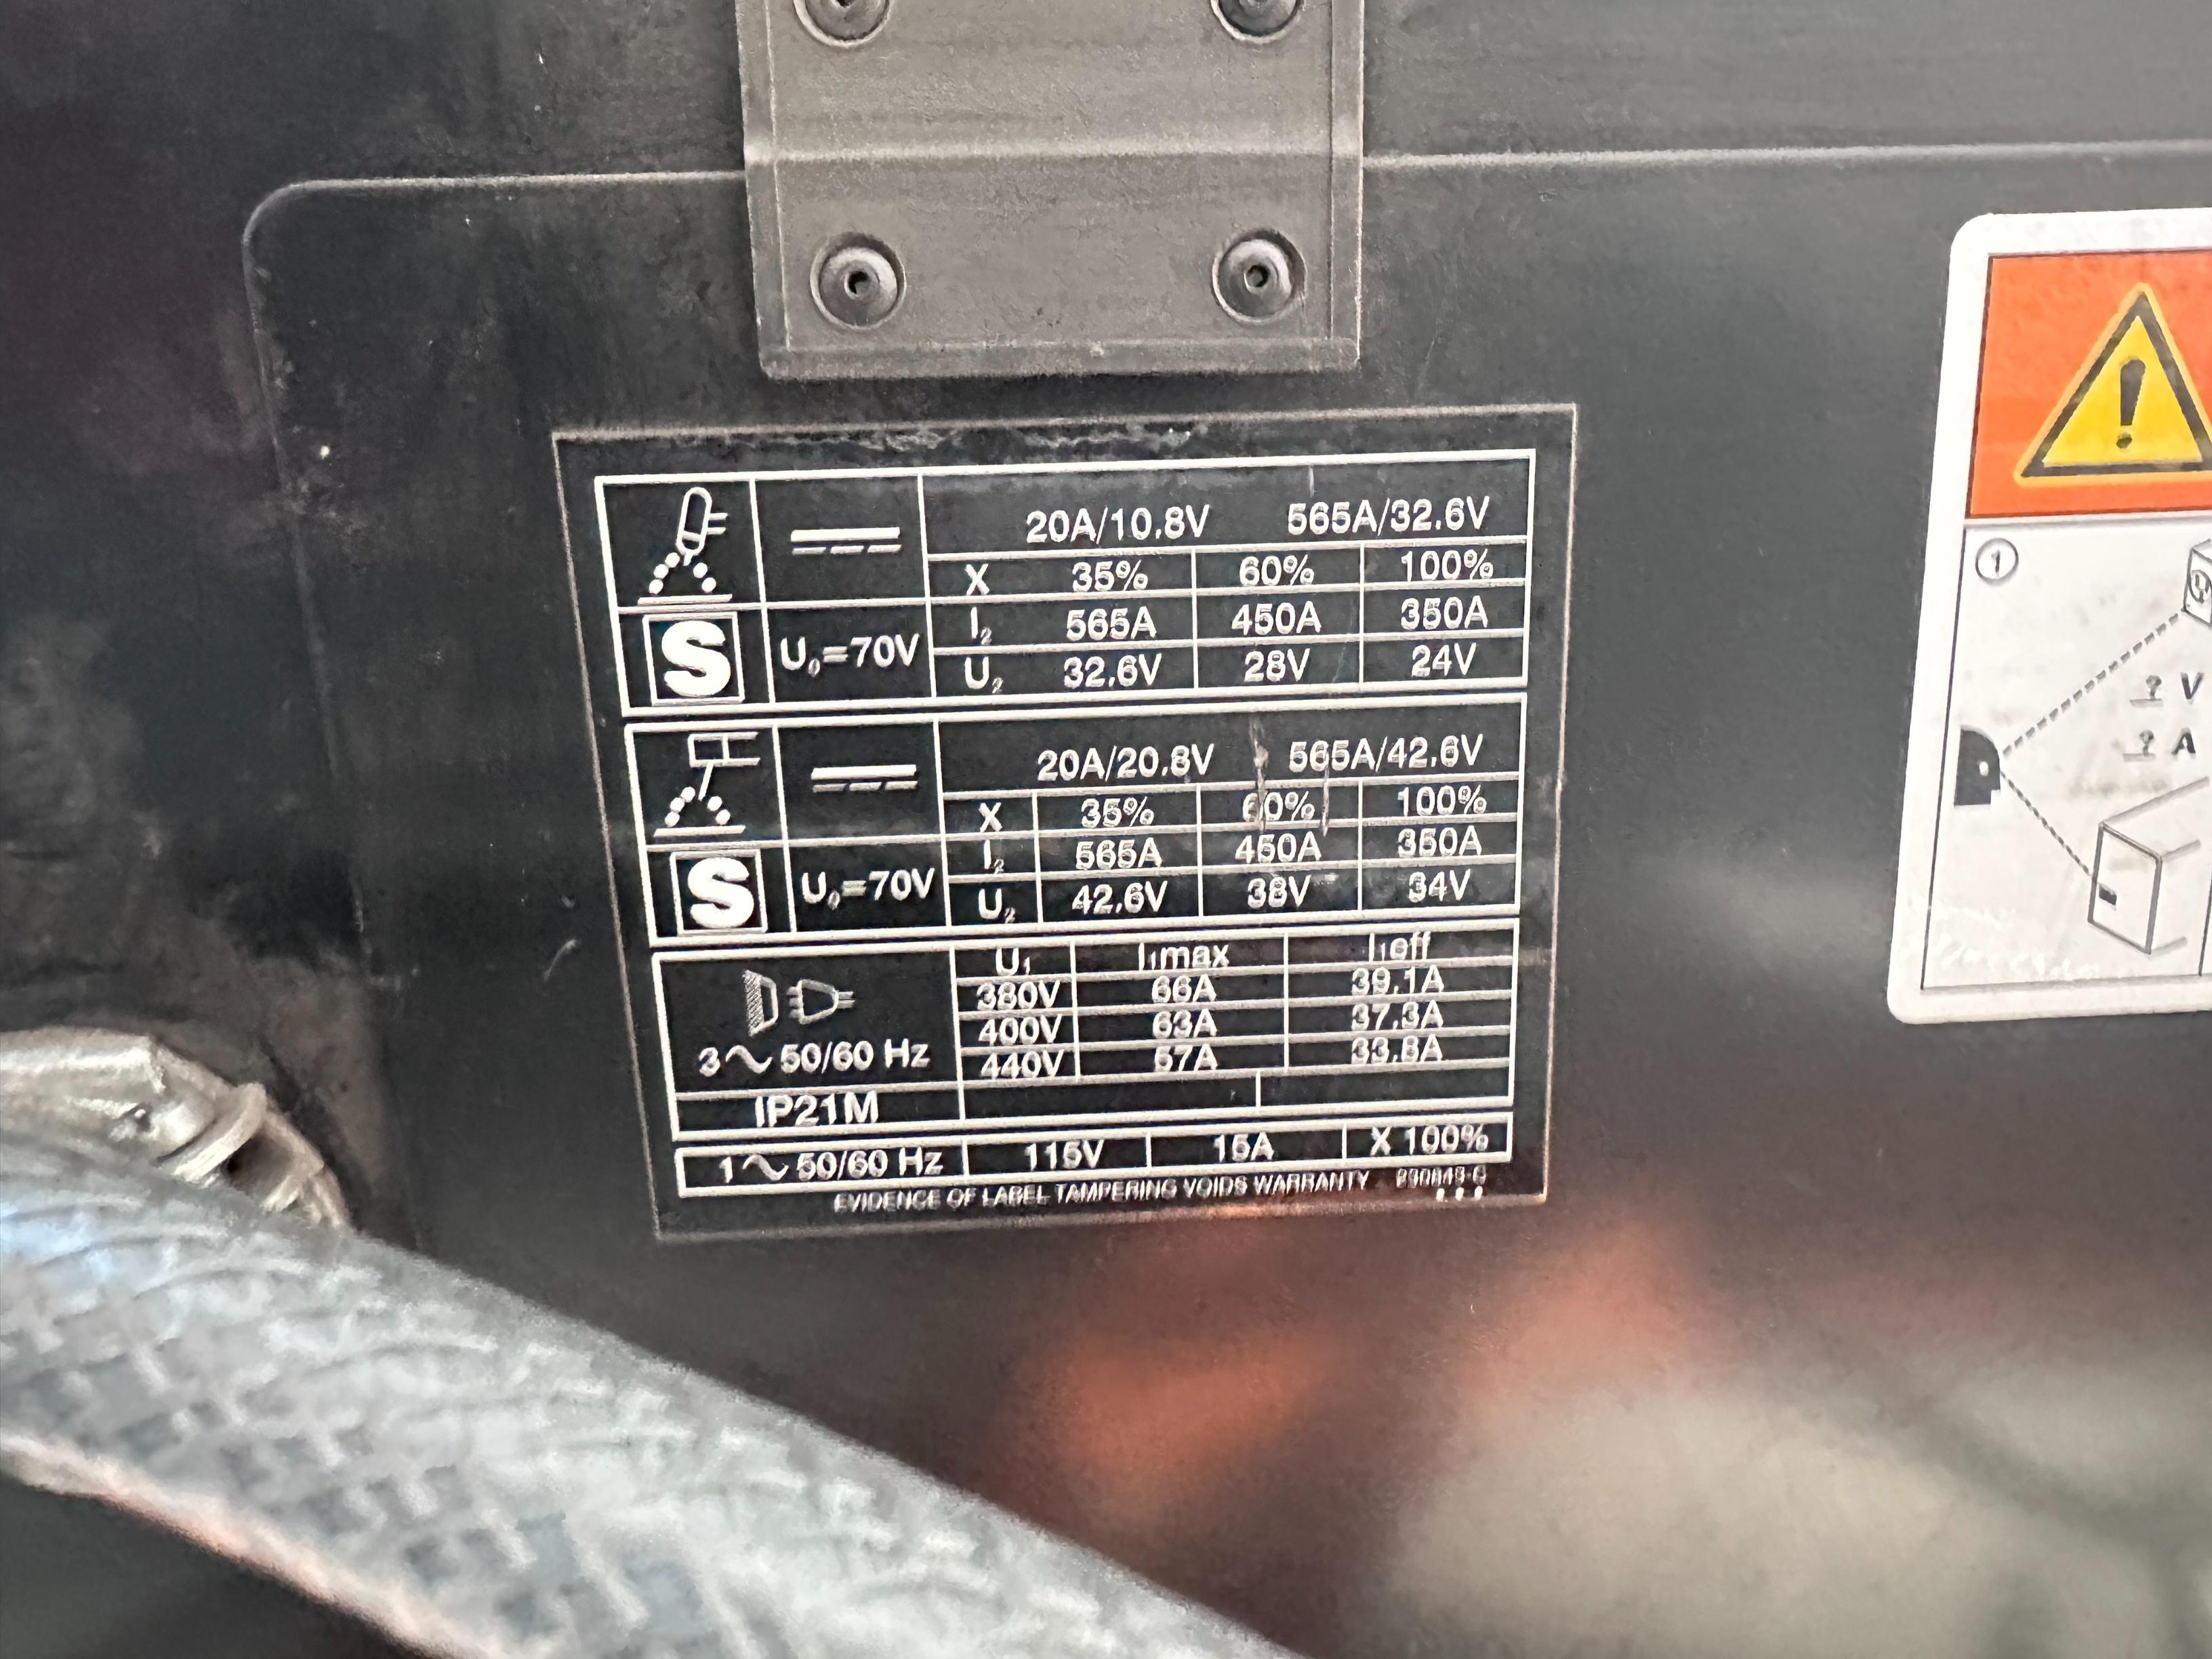 20A/10.8V 565A/32.6V
X 35% 60% 100%
S U₀=70V
I₂ 565A 450A 350A
U₂ 32.6V 28V 24V
20A/20.8V 565A/42.6V
X 35% 60% 100%
S U₀=70V
I₂ 565A 450A 350A
U₂ 42.6V 38V 34V
U₁ I₁max I₁eff
380V 66A 39.1A
400V 63A 37.3A
3~50/60 Hz
440V 57A 33.8A
IP21M
1~50/60 Hz 115V 15A X 100%
EVIDENCE OF LABEL TAMPERING VOIDS WARRANTY
1
? V
? A